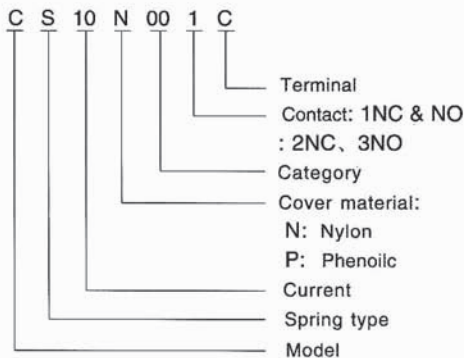 C S 10 N 00 1 C
Terminal
Contact: 1NC & NO
: 2NC、3NO
Category
Cover material:
N: Nylon
P: Phenoilc
Current
Spring type
Model